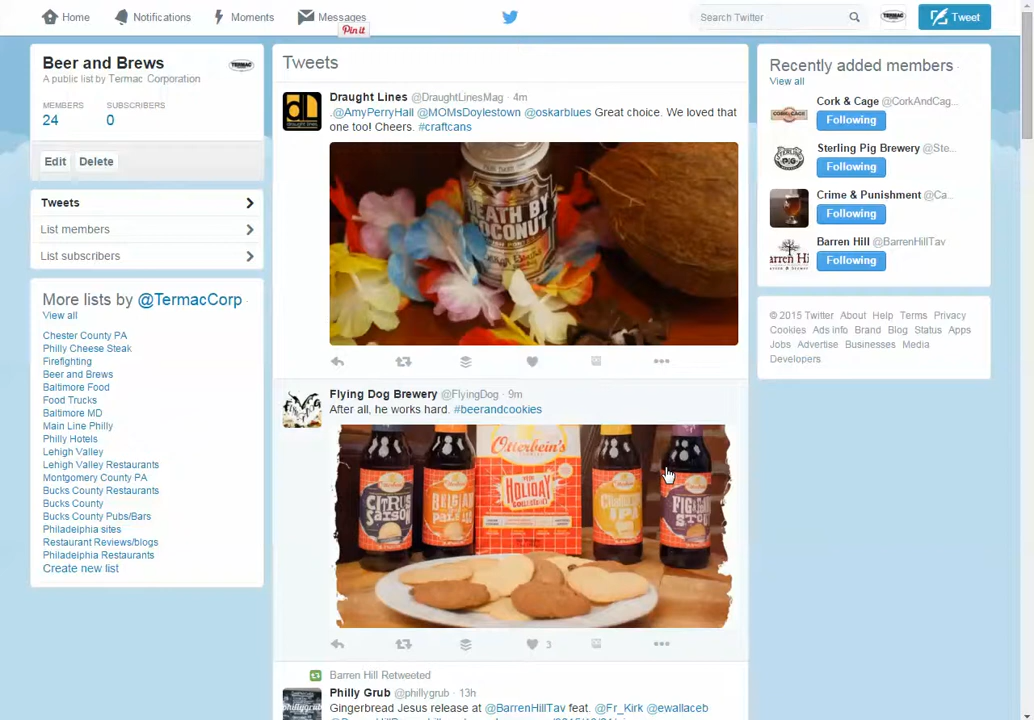 Home Notifications Moments Messages Search Twitter TERMAC Tweet
Pin it
Beer and Brews TERMAC
A public list by Termac Corporation
MEMBERS SUBSCRIBERS
24 0
Edit Delete
Tweets
List members
List subscribers
More lists by @TermacCorp ·
View all
Chester County PA
Philly Cheese Steak
Firefighting
Beer and Brews
Baltimore Food
Food Trucks
Baltimore MD
Main Line Philly
Philly Hotels
Lehigh Valley
Lehigh Valley Restaurants
Montgomery County PA
Bucks County Restaurants
Bucks County
Bucks County Pubs/Bars
Philadelphia sites
Restaurant Reviews/blogs
Philadelphia Restaurants
Create new list
Tweets
Draught Lines @DraughtLinesMag · 4m
.@AmyPerryHall @MOMsDoylestown @oskarblues Great choice. We loved that
one too! Cheers. #craftcans
DEATH BY
COCONUT
Flying Dog Brewery @FlyingDog · 9m
After all, he works hard. #beerandcookies
Otterbein's
CITRUS
SAISON
BELGIAN
PALE ALE
THE
HOLIDAY
COLLECTION
IPA
FIG
STOUT
3
Barren Hill Retweeted
Philly Grub @phillygrub · 13h
Gingerbread Jesus release at @BarrenHillTav feat. @Fr_Kirk @ewallaceb
Recently added members ·
View all
Cork & Cage @CorkAndCag...
Following
Sterling Pig Brewery @Ste...
Following
Crime & Punishment @Ca...
Following
Barren Hill @BarrenHillTav
Following
© 2015 Twitter About Help Terms Privacy
Cookies Ads info Brand Blog Status Apps
Jobs Advertise Businesses Media
Developers